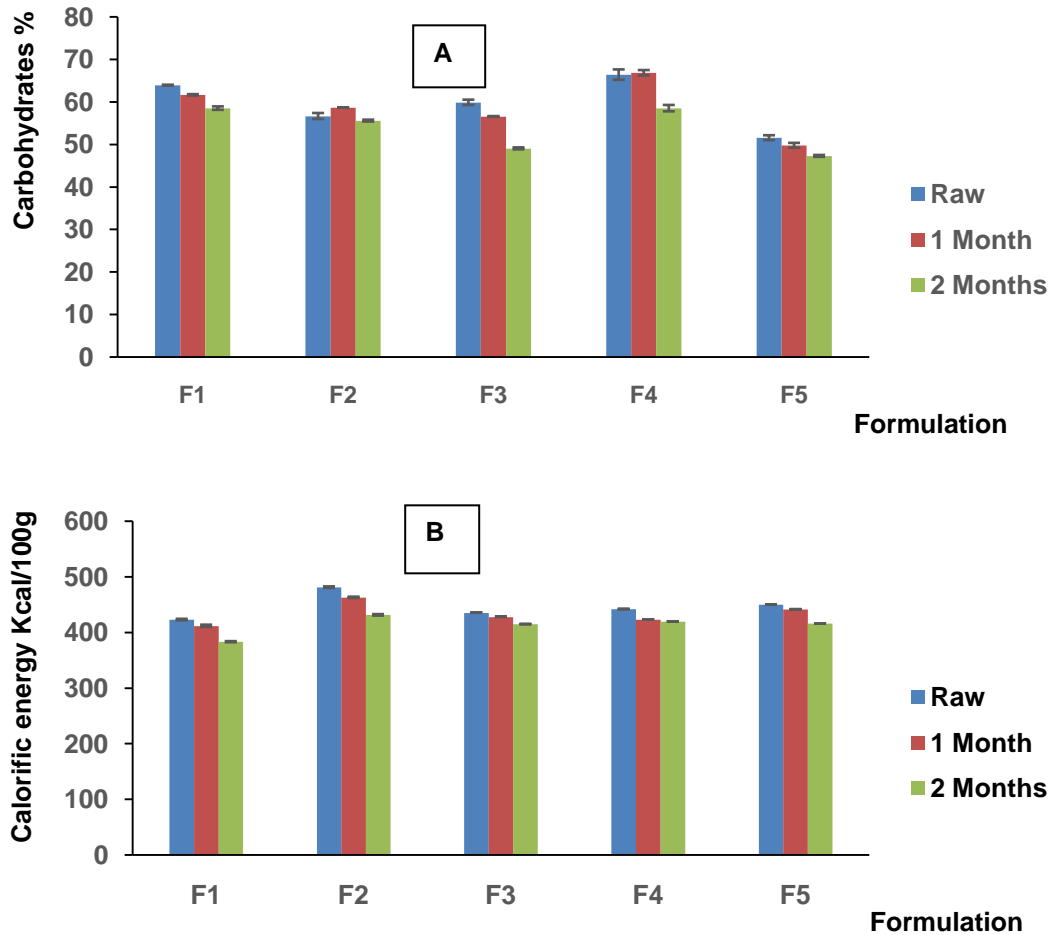 Carbohydrates %
80
70
60
50
40
30
20
10
0
A
F1 F2 F3 F4 F5
Formulation
Raw
1 Month
2 Months
Calorific energy Kcal/100g
600
500
400
300
200
100
0
B
F1 F2 F3 F4 F5
Formulation
Raw
1 Month
2 Months